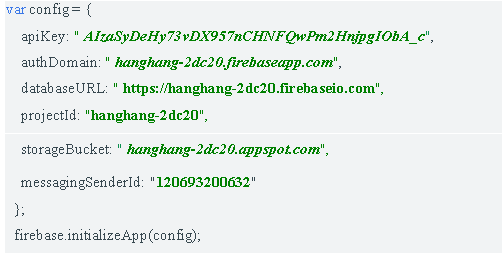 var config = {
apiKey: " AIzaSyDeHy73vDX957nCHNFQwPm2HnjpgIObA_c",
authDomain: " hanghang-2dc20.firebaseapp.com",
databaseURL: " https://hanghang-2dc20.firebaseio.com",
projectId: "hanghang-2dc20",
storageBucket: " hanghang-2dc20.appspot.com",
messagingSenderId: "120693200632"
};
firebase.initializeApp(config);